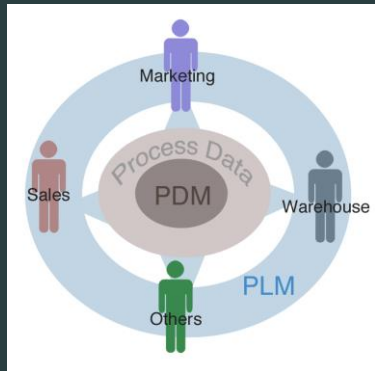 Marketing
Process Data
PDM
Sales
Warehouse
PLM
Others